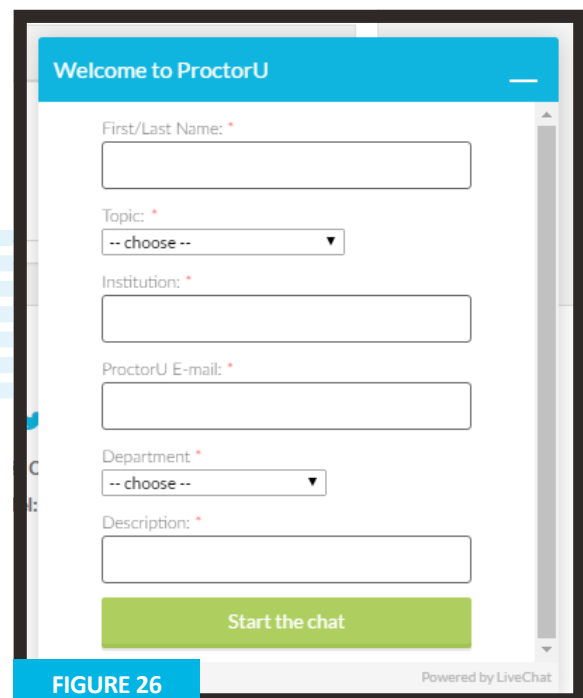 Welcome to ProctorU
First/Last Name: *
Topic: *
-- choose --
Institution: *
ProctorU E-mail: *
Department *
-- choose --
Description: *
Start the chat
Powered by LiveChat
FIGURE 26